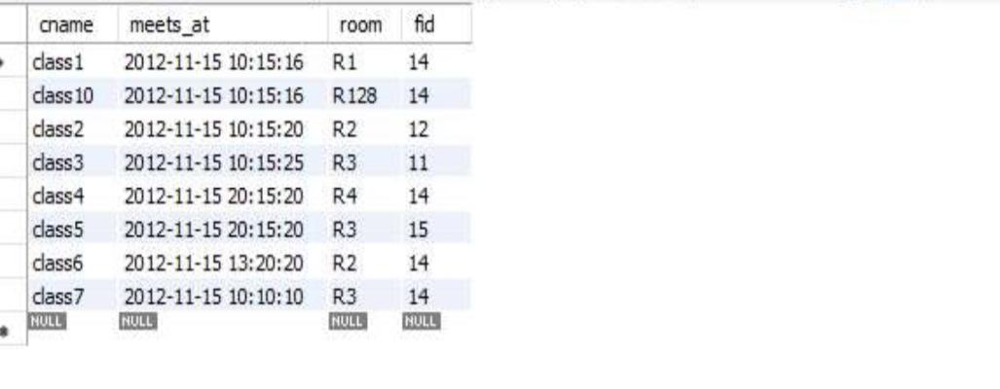 cname meets_at room fid
class1 2012-11-15 10:15:16 R1 14
class10 2012-11-15 10:15:16 R128 14
class2 2012-11-15 10:15:20 R2 12
class3 2012-11-15 10:15:25 R3 11
class4 2012-11-15 20:15:20 R4 14
class5 2012-11-15 20:15:20 R3 15
class6 2012-11-15 13:20:20 R2 14
class7 2012-11-15 10:10:10 R3 14
NULL NULL NULL NULL